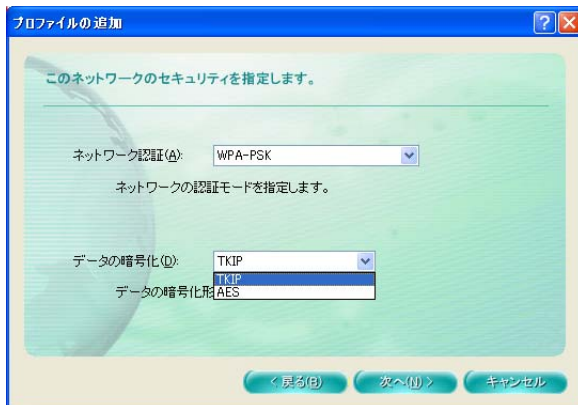 プロファイルの追加
このネットワークのセキュリティを指定します。
ネットワーク認証(A): WPA-PSK
ネットワークの認証モードを指定します。
データの暗号化(D): TKIP
TKIP
データの暗号化形 AES
< 戻る(B) 次へ(N) > キャンセル